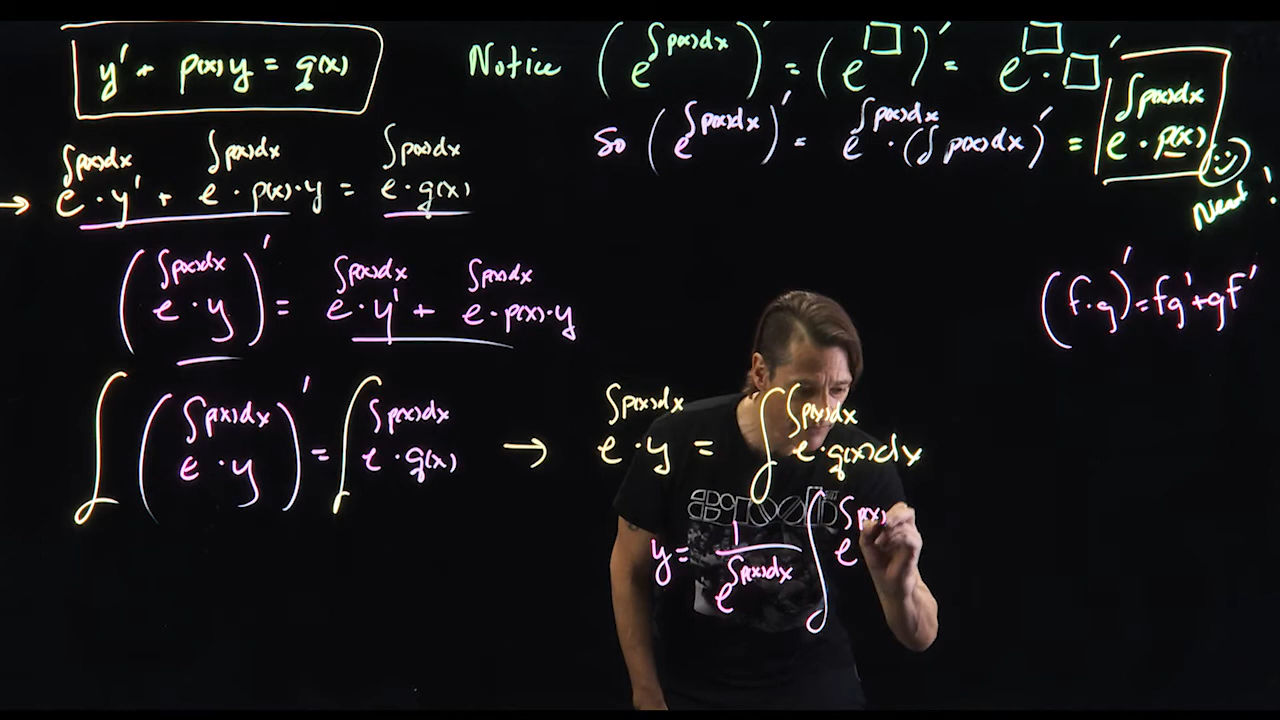 y' + p(x) y = q(x)
Notice (e^∫p(x)dx)' = (e^□)' = e^□ · □'
So (e^∫p(x)dx)' = e^∫p(x)dx · (∫p(x)dx)' = e^∫p(x)dx · p(x)
Neat!
→ e^∫p(x)dx · y' + e^∫p(x)dx · p(x) · y = e^∫p(x)dx · q(x)
(e^∫p(x)dx · y)' = e^∫p(x)dx · y' + e^∫p(x)dx · p(x) · y
(f·g)' = fg' + gf'
∫(e^∫p(x)dx · y)' = ∫e^∫p(x)dx · q(x) → e^∫p(x)dx · y = ∫e^∫p(x)dx · q(x)dx
y = 1/e^∫p(x)dx ∫e^∫p(x)